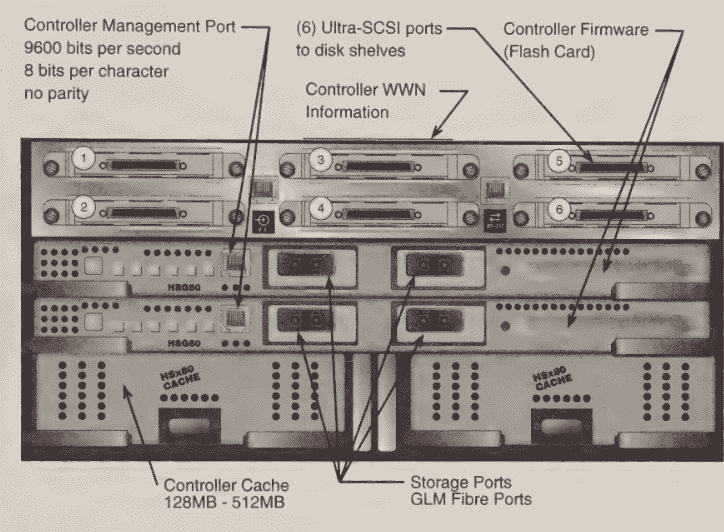 Controller Management Port
9600 bits per second
8 bits per character
no parity
(6) Ultra-SCSI ports
to disk shelves
Controller Firmware
(Flash Card)
Controller WWN
Information
1
3
5
2
4
6
HSG80
HSG80
HSx80
CACHE
HSx80
CACHE
Controller Cache
128MB - 512MB
Storage Ports
GLM Fibre Ports